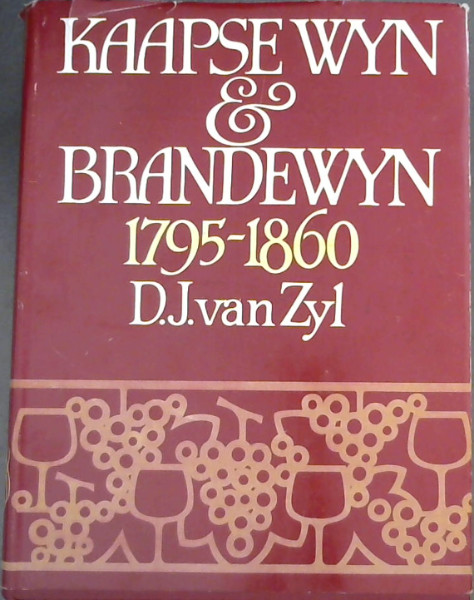 KAAPSE WYN
&
BRANDEWYN
1795-1860
D.J. van Zyl